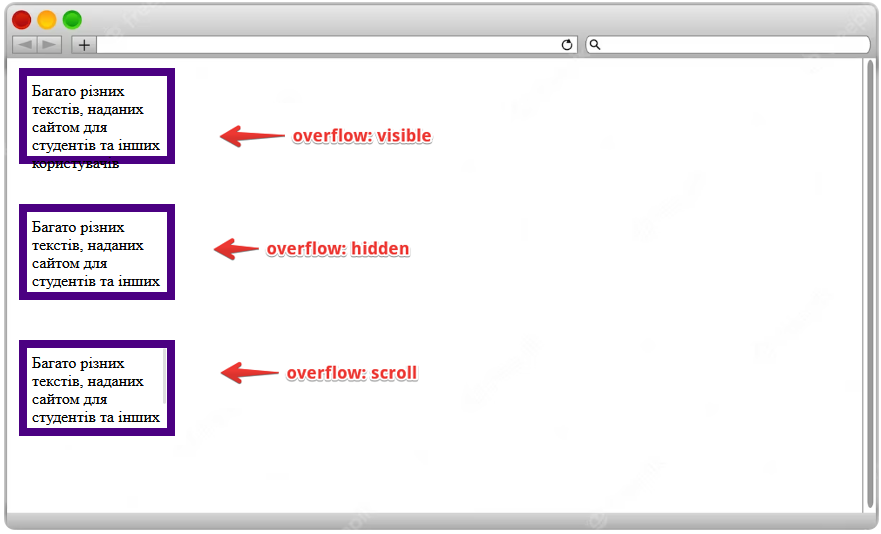 Багато різних
текстів, наданих
сайтом для
студентів та інших
користувачів
overflow: visible
Багато різних
текстів, наданих
сайтом для
студентів та інших
overflow: hidden
Багато різних
текстів, наданих
сайтом для
студентів та інших
overflow: scroll